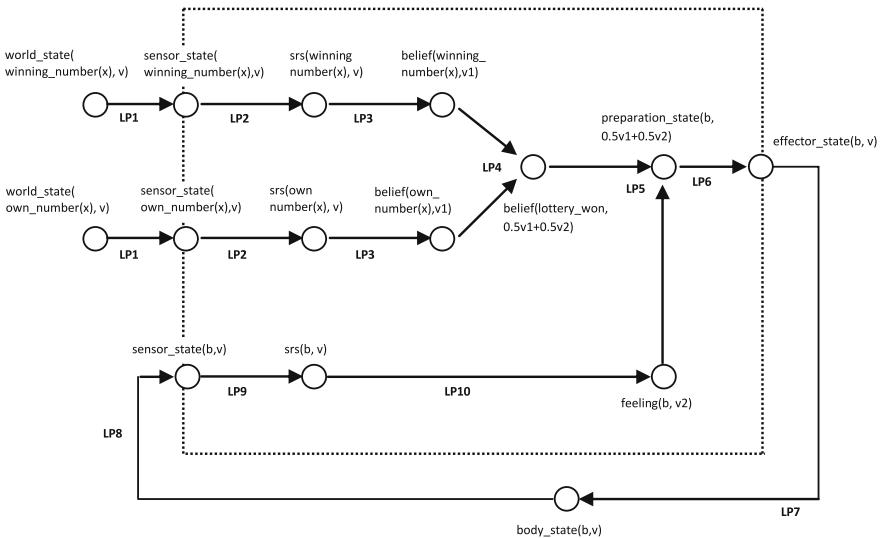 world_state(
winning_number(x), v)
sensor_state(
winning_number(x),v)
srs(winning
number(x), v)
belief(winning_
number(x),v1)
LP1
LP2
LP3
preparation_state(b,
0.5v1+0.5v2)
effector_state(b, v)
LP4
LP5
LP6
world_state(
own_number(x), v)
sensor_state(
own_number(x),v)
srs(own
number(x), v)
belief(own_
number(x),v1)
belief(lottery_won,
0.5v1+0.5v2)
LP1
LP2
LP3
sensor_state(b,v)
srs(b, v)
LP9
LP10
feeling(b, v2)
LP8
LP7
body_state(b,v)